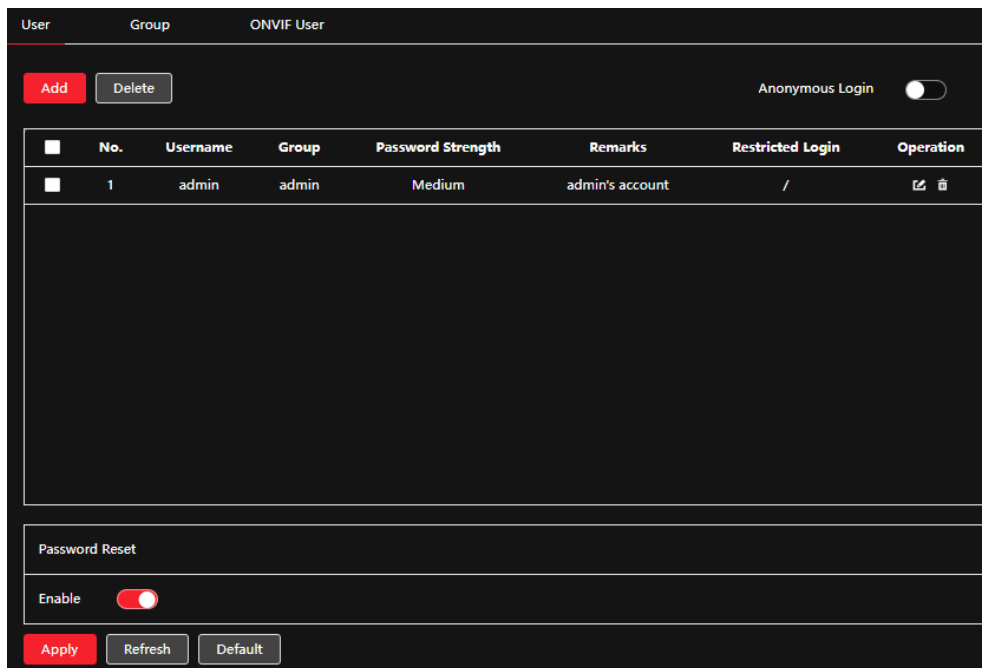 User Group ONVIF User
Add Delete Anonymous Login
No. Username Group Password Strength Remarks Restricted Login Operation
1 admin admin Medium admin's account /
Password Reset
Enable
Apply Refresh Default